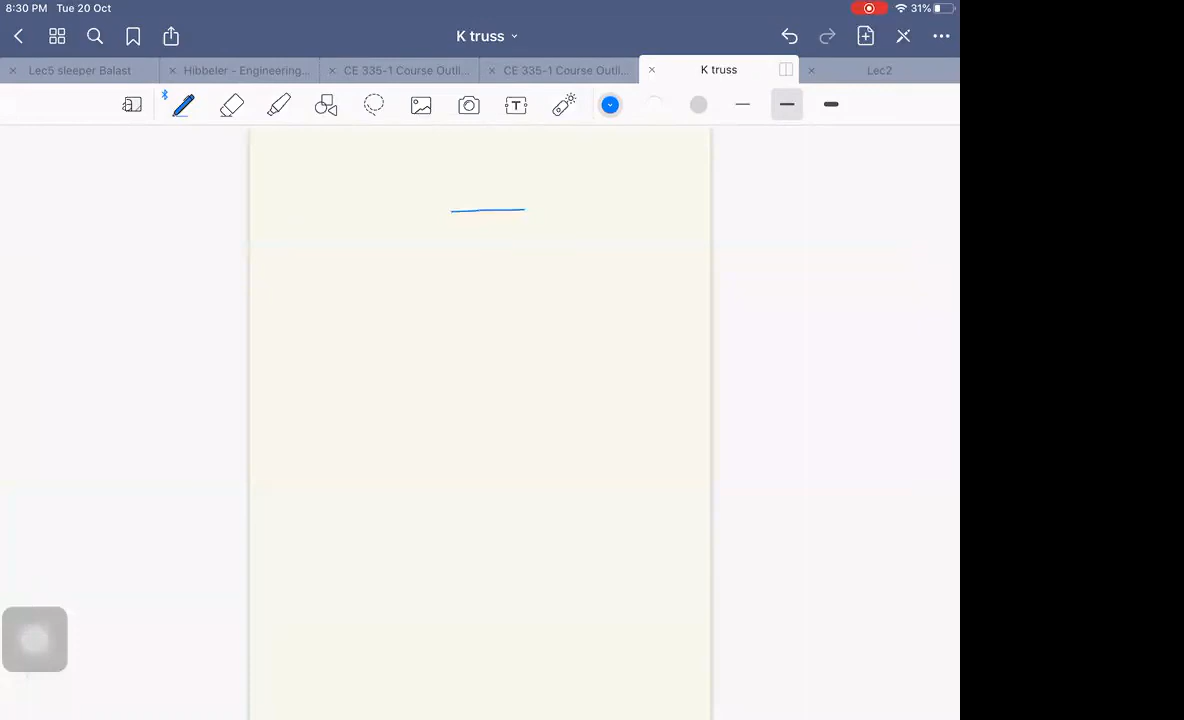 8:30 PM Tue 20 Oct 31%
K truss
Lec5 sleeper Balast Hibbeler - Engineering... CE 335-1 Course Outli... CE 335-1 Course Outli... K truss Lec2
T